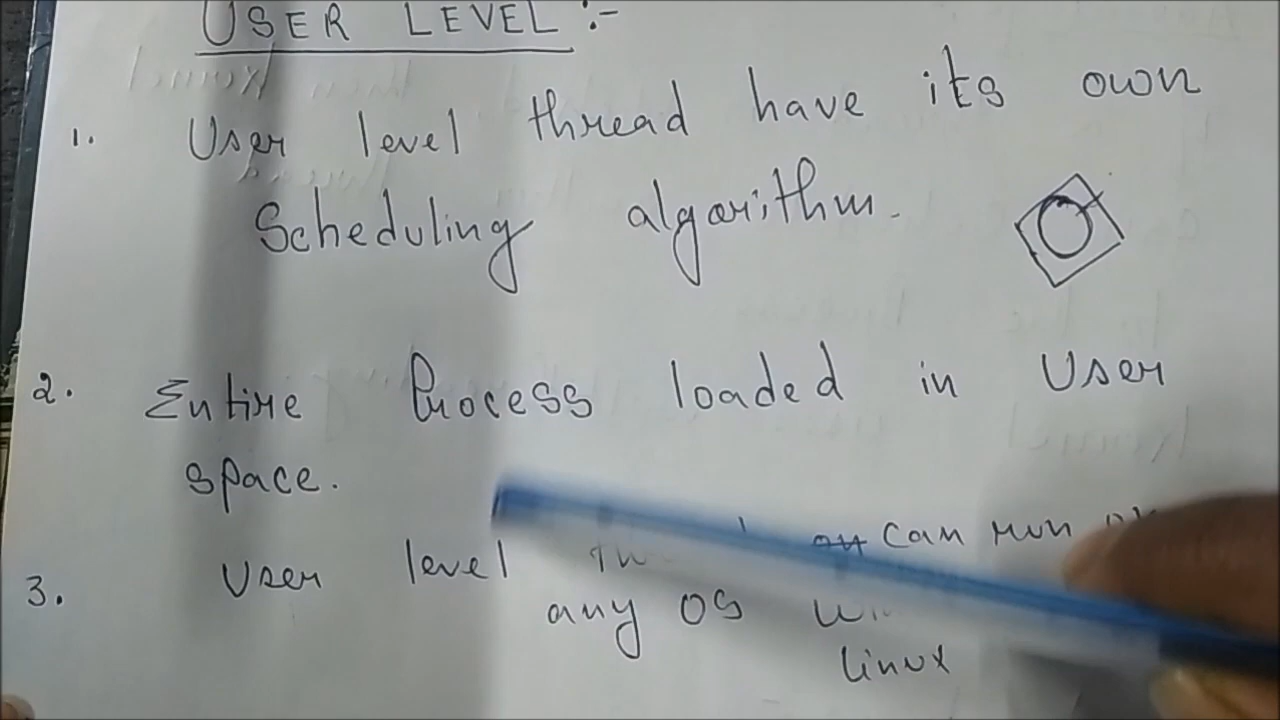 USER LEVEL :-
1. User level thread have its own
Scheduling algorithm.
2. Entire Process loaded in User
space.
3. User level can run
any OS
linux